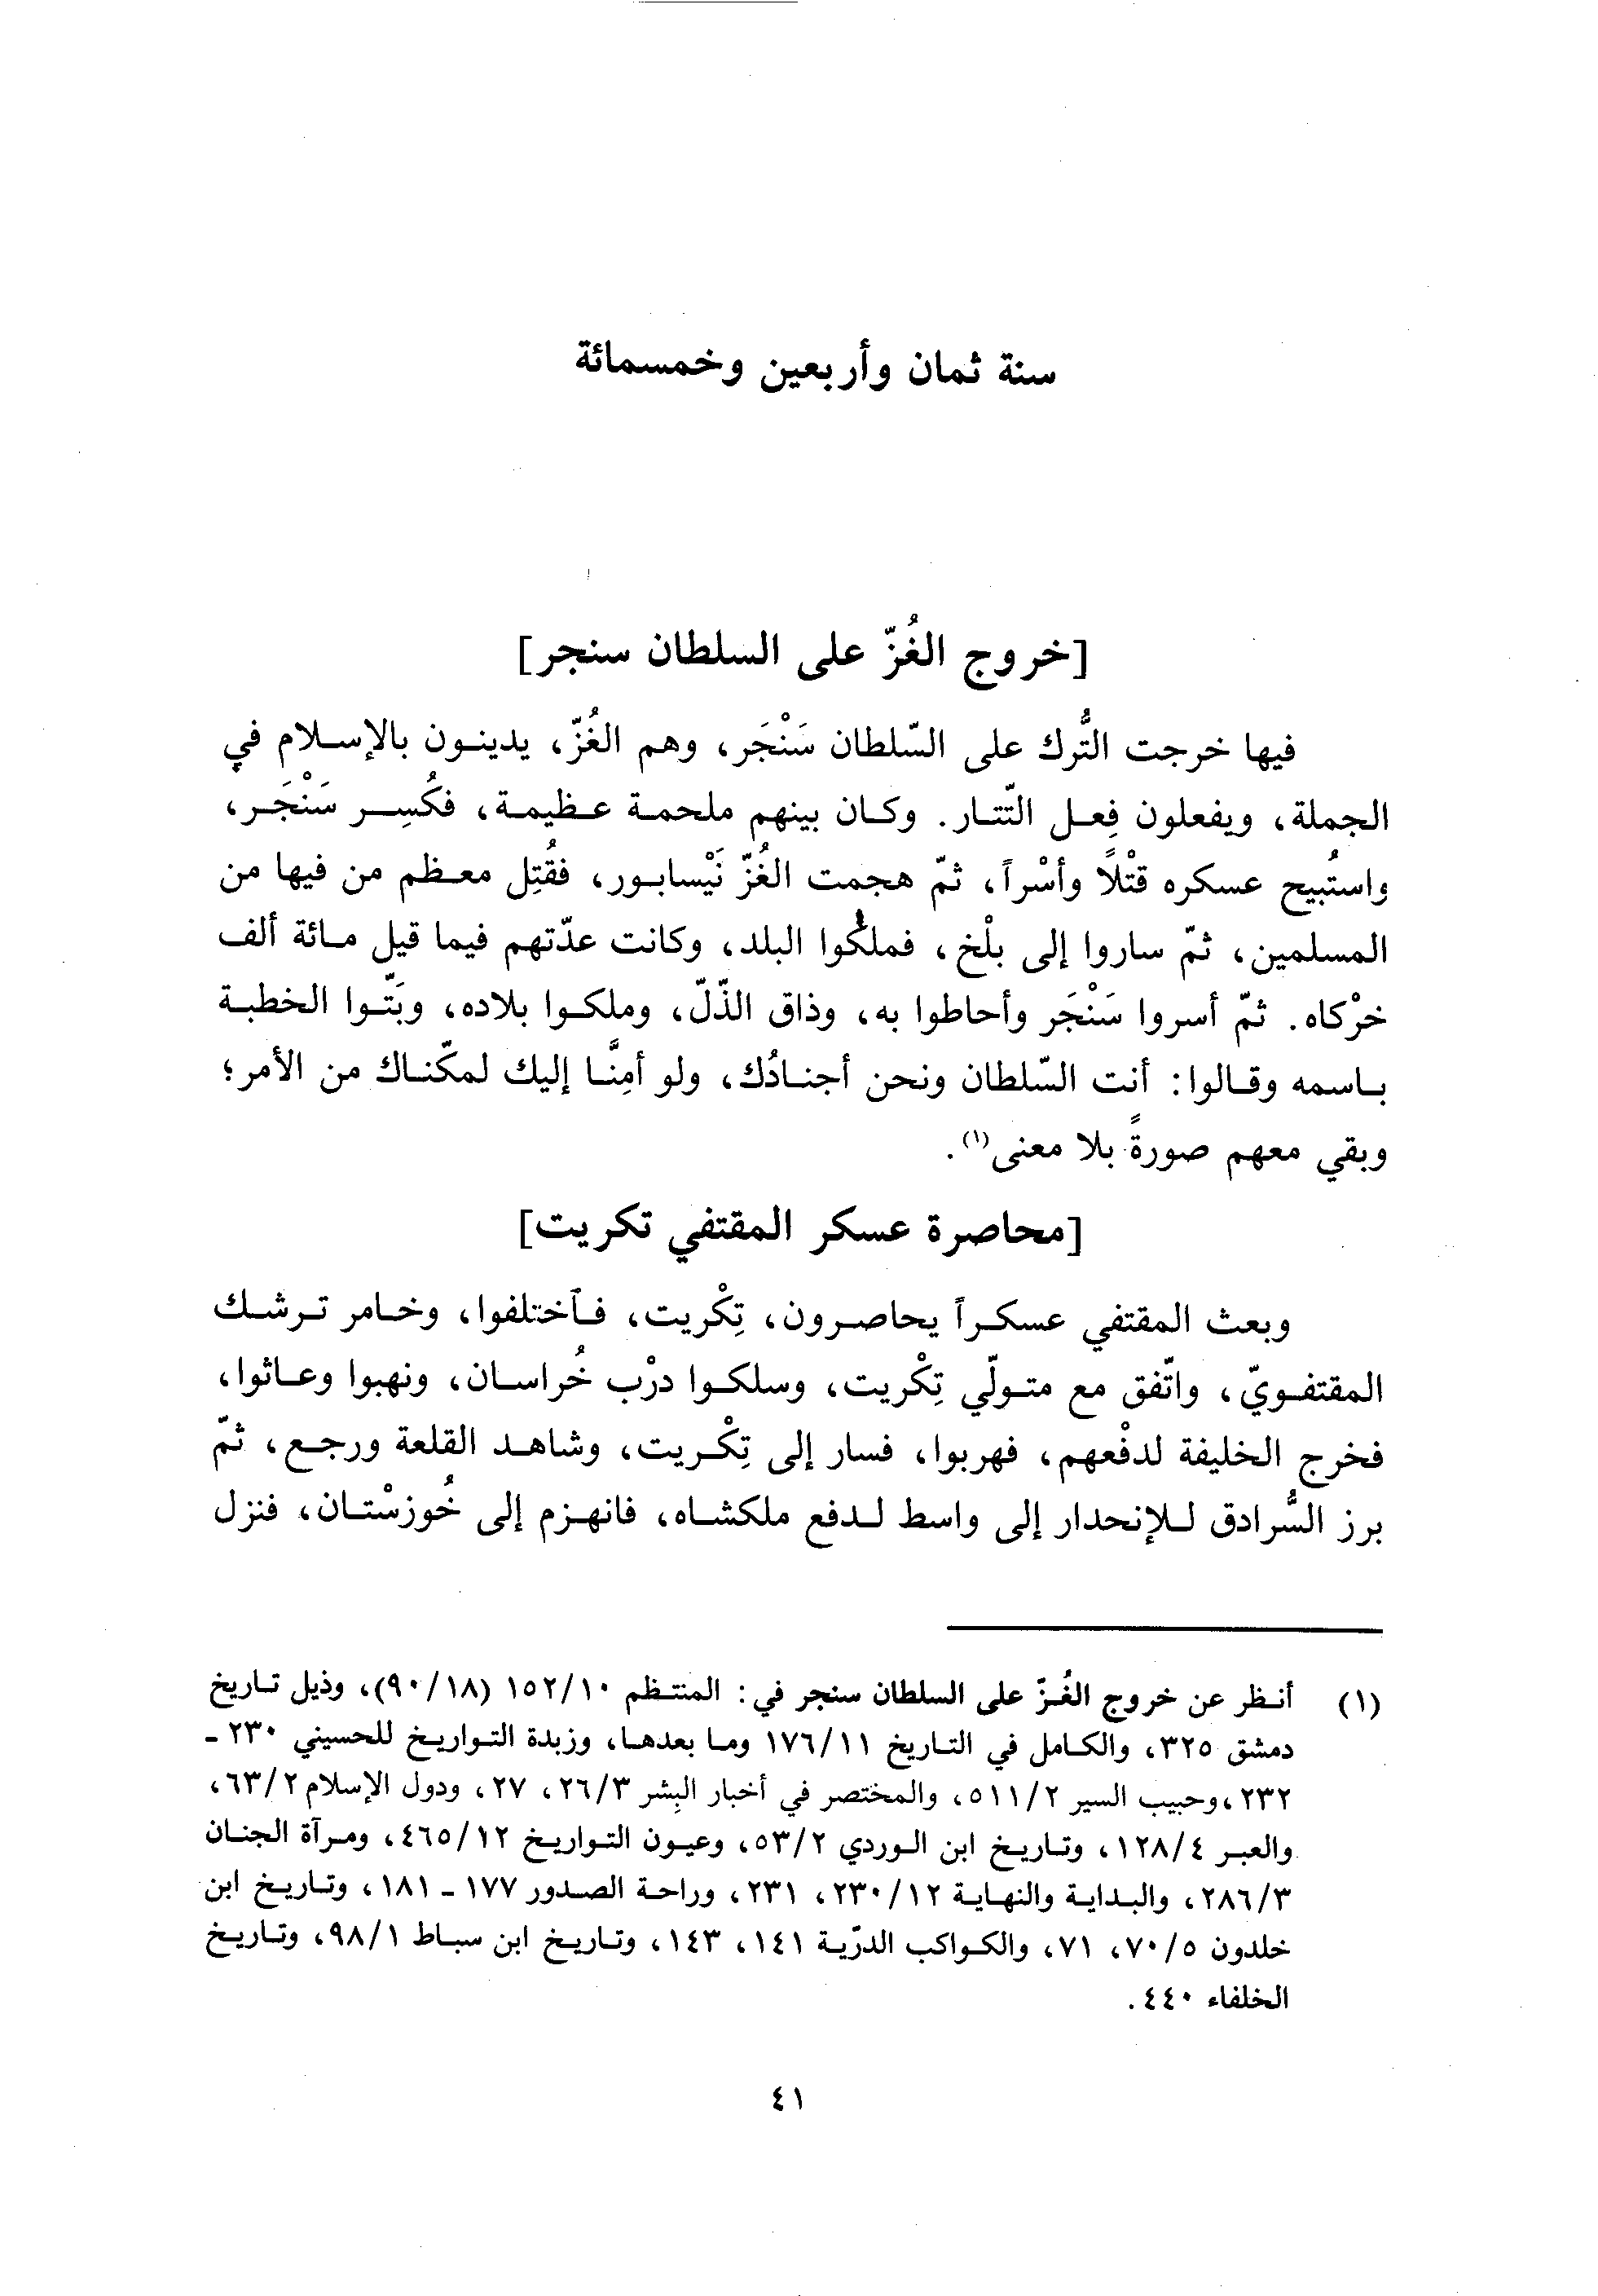 سنة ثمان وأربعين وخمسمائة
[خروج الغُزّ على السلطان سنجر]
فيها خرجت التُّرك على السّلطان سَنْجَر، وهم الغُزّ، يدينون بالإسلام في
الجملة، ويفعلون فِعل التّتار. وكان بينهم ملحمة عظيمة، فكُسِر سَنْجَر،
واستُبيح عسكره قتْلًا وأسْراً، ثمّ هجمت الغُزّ نَيْسابور، فقُتِل معظم من فيها من
المسلمين، ثمّ ساروا إلى بلْخ، فملكُوا البلد، وكانت عدّتهم فيما قيل مائة ألف
خرْكاه. ثمّ أسروا سَنْجَر وأحاطوا به، وذاق الذّلّ، وملكوا بلاده، وبَتّوا الخطبة
باسمه وقالوا: أنت السّلطان ونحن أجنادُك، ولو أمِنَّا إليك لمكّناك من الأمر؛
وبقي معهم صورةً بلا معنى(١).
[محاصرة عسكر المقتفي تكريت]
وبعث المقتفي عسكراً يحاصرون، تِكْريت، فٱختلفوا، وخامر ترشك
المقتفويّ، واتّفق مع متولّي تِكْريت، وسلكوا درْب خُراسان، ونهبوا وعاثوا،
فخرج الخليفة لدفْعهم، فهربوا، فسار إلى تِكْريت، وشاهد القلعة ورجع، ثمّ
برز السُّرادق للإنحدار إلى واسط لدفع ملكشاه، فانهزم إلى خُوزسْتان، فنزل
(١) أنظر عن خروج الغُزّ على السلطان سنجر في: المنتظم ١٥٢/١٠ (٩٠/١٨)، وذيل تاريخ
دمشق ٣٢٥، والكامل في التاريخ ١٧٦/١١ وما بعدها، وزبدة التواريخ للحسيني ٢٣٠ -
٢٣٢، وحبيب السير ٥١١/٢، والمختصر في أخبار البِشر ٢٦/٣، ٢٧، ودول الإسلام ٦٣/٢،
والعبر ١٢٨/٤، وتاريخ ابن الوردي ٥٣/٢، وعيون التواريخ ٤٦٥/١٢، ومرآة الجنان
٢٨٦/٣، والبداية والنهاية ٢٣٠/١٢، ٢٣١، وراحة الصدور ١٧٧ - ١٨١، وتاريخ ابن
خلدون ٧٠/٥، ٧١، والكواكب الدرّية ١٤١، ١٤٣، وتاريخ ابن سباط ٩٨/١، وتاريخ
الخلفاء ٤٤٠.
٤١